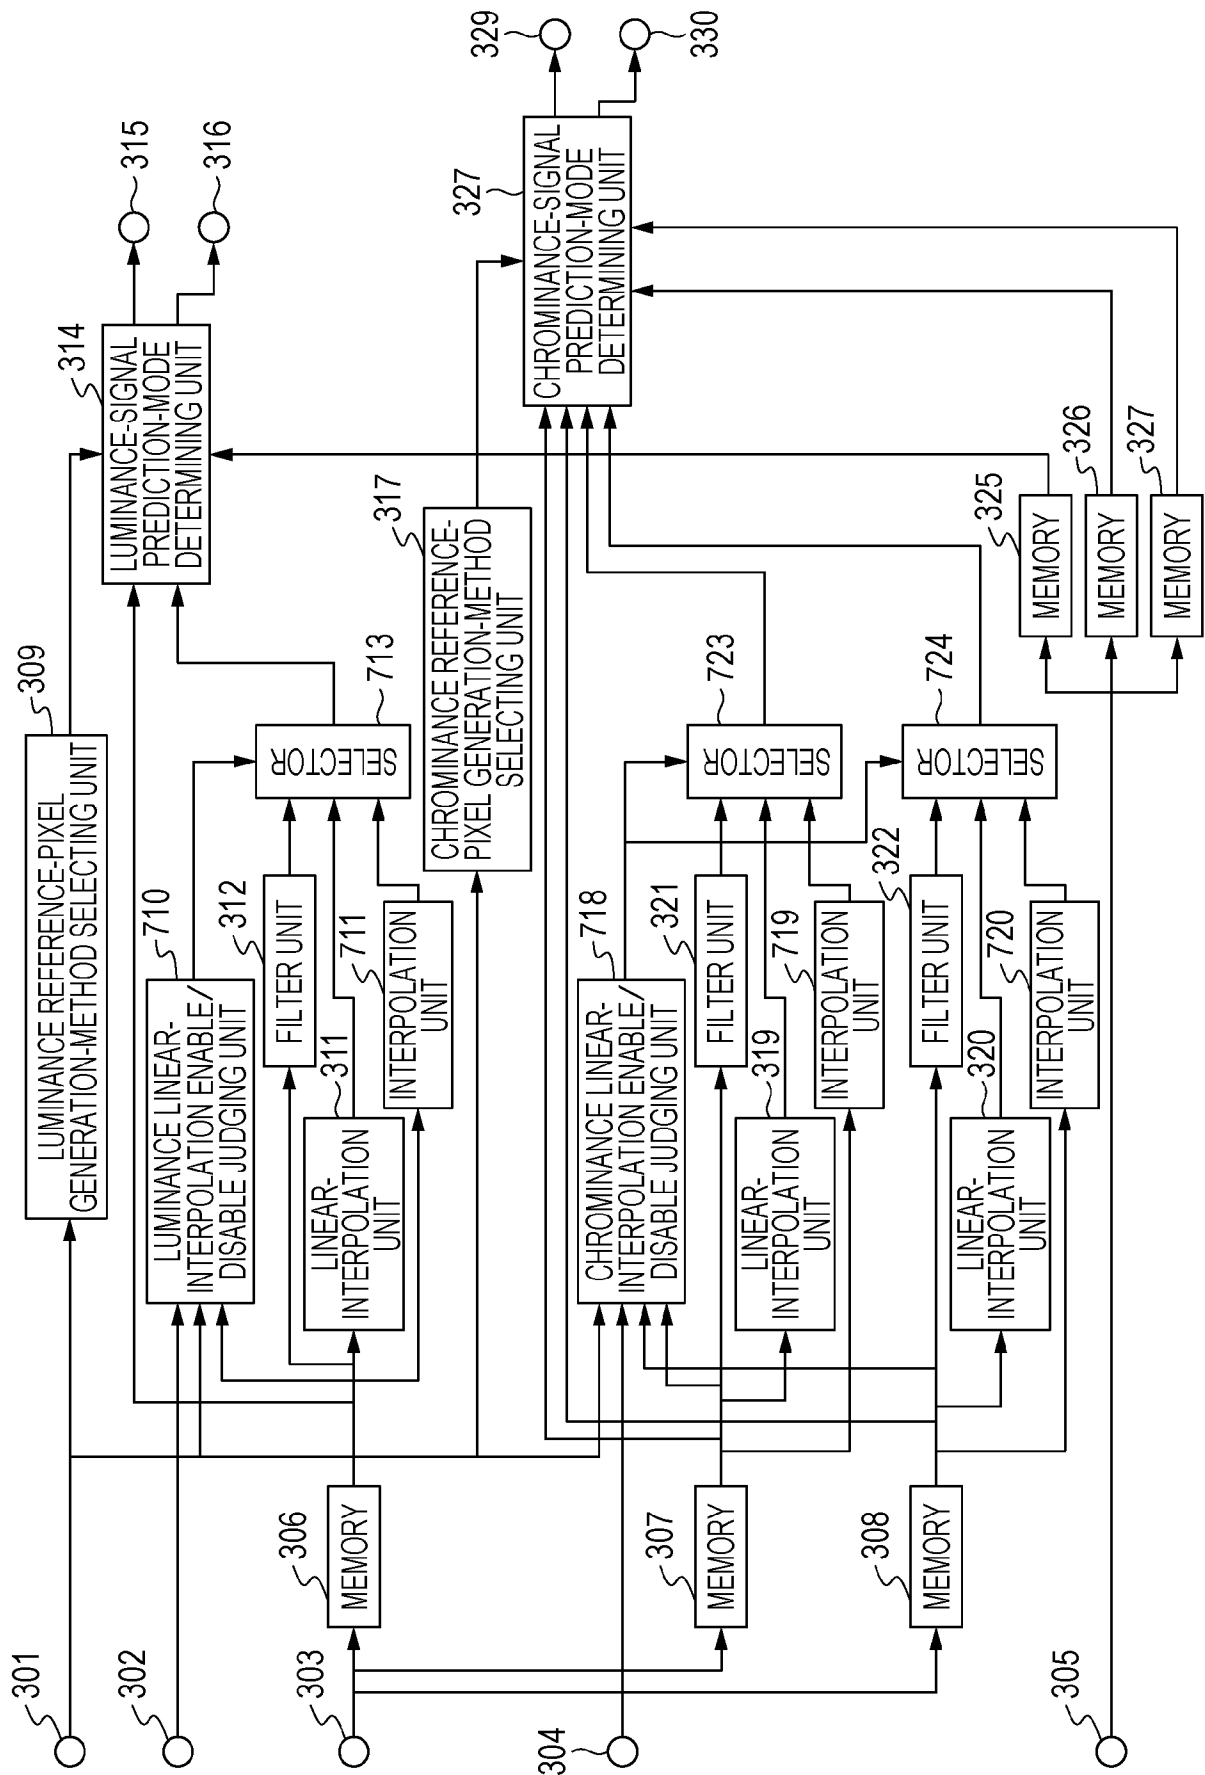 301
302
303
304
305
306
MEMORY
307
MEMORY
308
MEMORY
309
LUMINANCE REFERENCE-PIXEL
GENERATION-METHOD SELECTING UNIT
710
LUMINANCE LINEAR-
INTERPOLATION ENABLE/
DISABLE JUDGING UNIT
312
FILTER UNIT
311
LINEAR-
INTERPOLATION
UNIT
711
INTERPOLATION
UNIT
713
SELECTOR
314
LUMINANCE-SIGNAL
PREDICTION-MODE
DETERMINING UNIT
315
316
317
CHROMINANCE REFERENCE-
PIXEL GENERATION-METHOD
SELECTING UNIT
718
CHROMINANCE LINEAR-
INTERPOLATION ENABLE/
DISABLE JUDGING UNIT
321
FILTER UNIT
319
LINEAR-
INTERPOLATION
UNIT
719
INTERPOLATION
UNIT
723
SELECTOR
322
FILTER UNIT
320
LINEAR-
INTERPOLATION
UNIT
720
INTERPOLATION
UNIT
724
SELECTOR
325
MEMORY
326
MEMORY
327
MEMORY
327
CHROMINANCE-SIGNAL
PREDICTION-MODE
DETERMINING UNIT
329
330